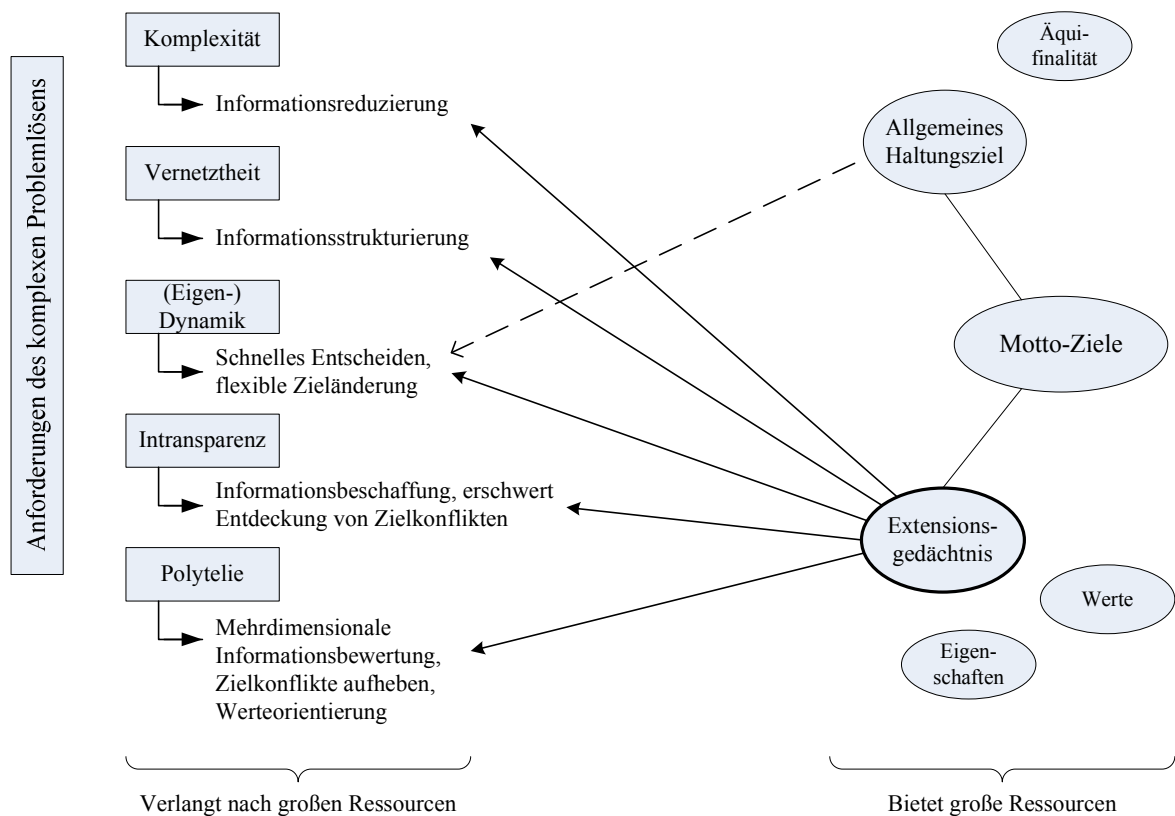 Anforderungen des komplexen Problemlösens
Komplexität
Informationsreduzierung
Vernetztheit
Informationsstrukturierung
(Eigen-)
Dynamik
Schnelles Entscheiden,
flexible Zieländerung
Intransparenz
Informationsbeschaffung, erschwert
Entdeckung von Zielkonflikten
Polytelie
Mehrdimensionale
Informationsbewertung,
Zielkonflikte aufheben,
Werteorientierung
Verlangt nach großen Ressourcen
Äqui-
finalität
Allgemeines
Haltungsziel
Motto-Ziele
Extensions-
gedächtnis
Werte
Eigen-
schaften
Bietet große Ressourcen